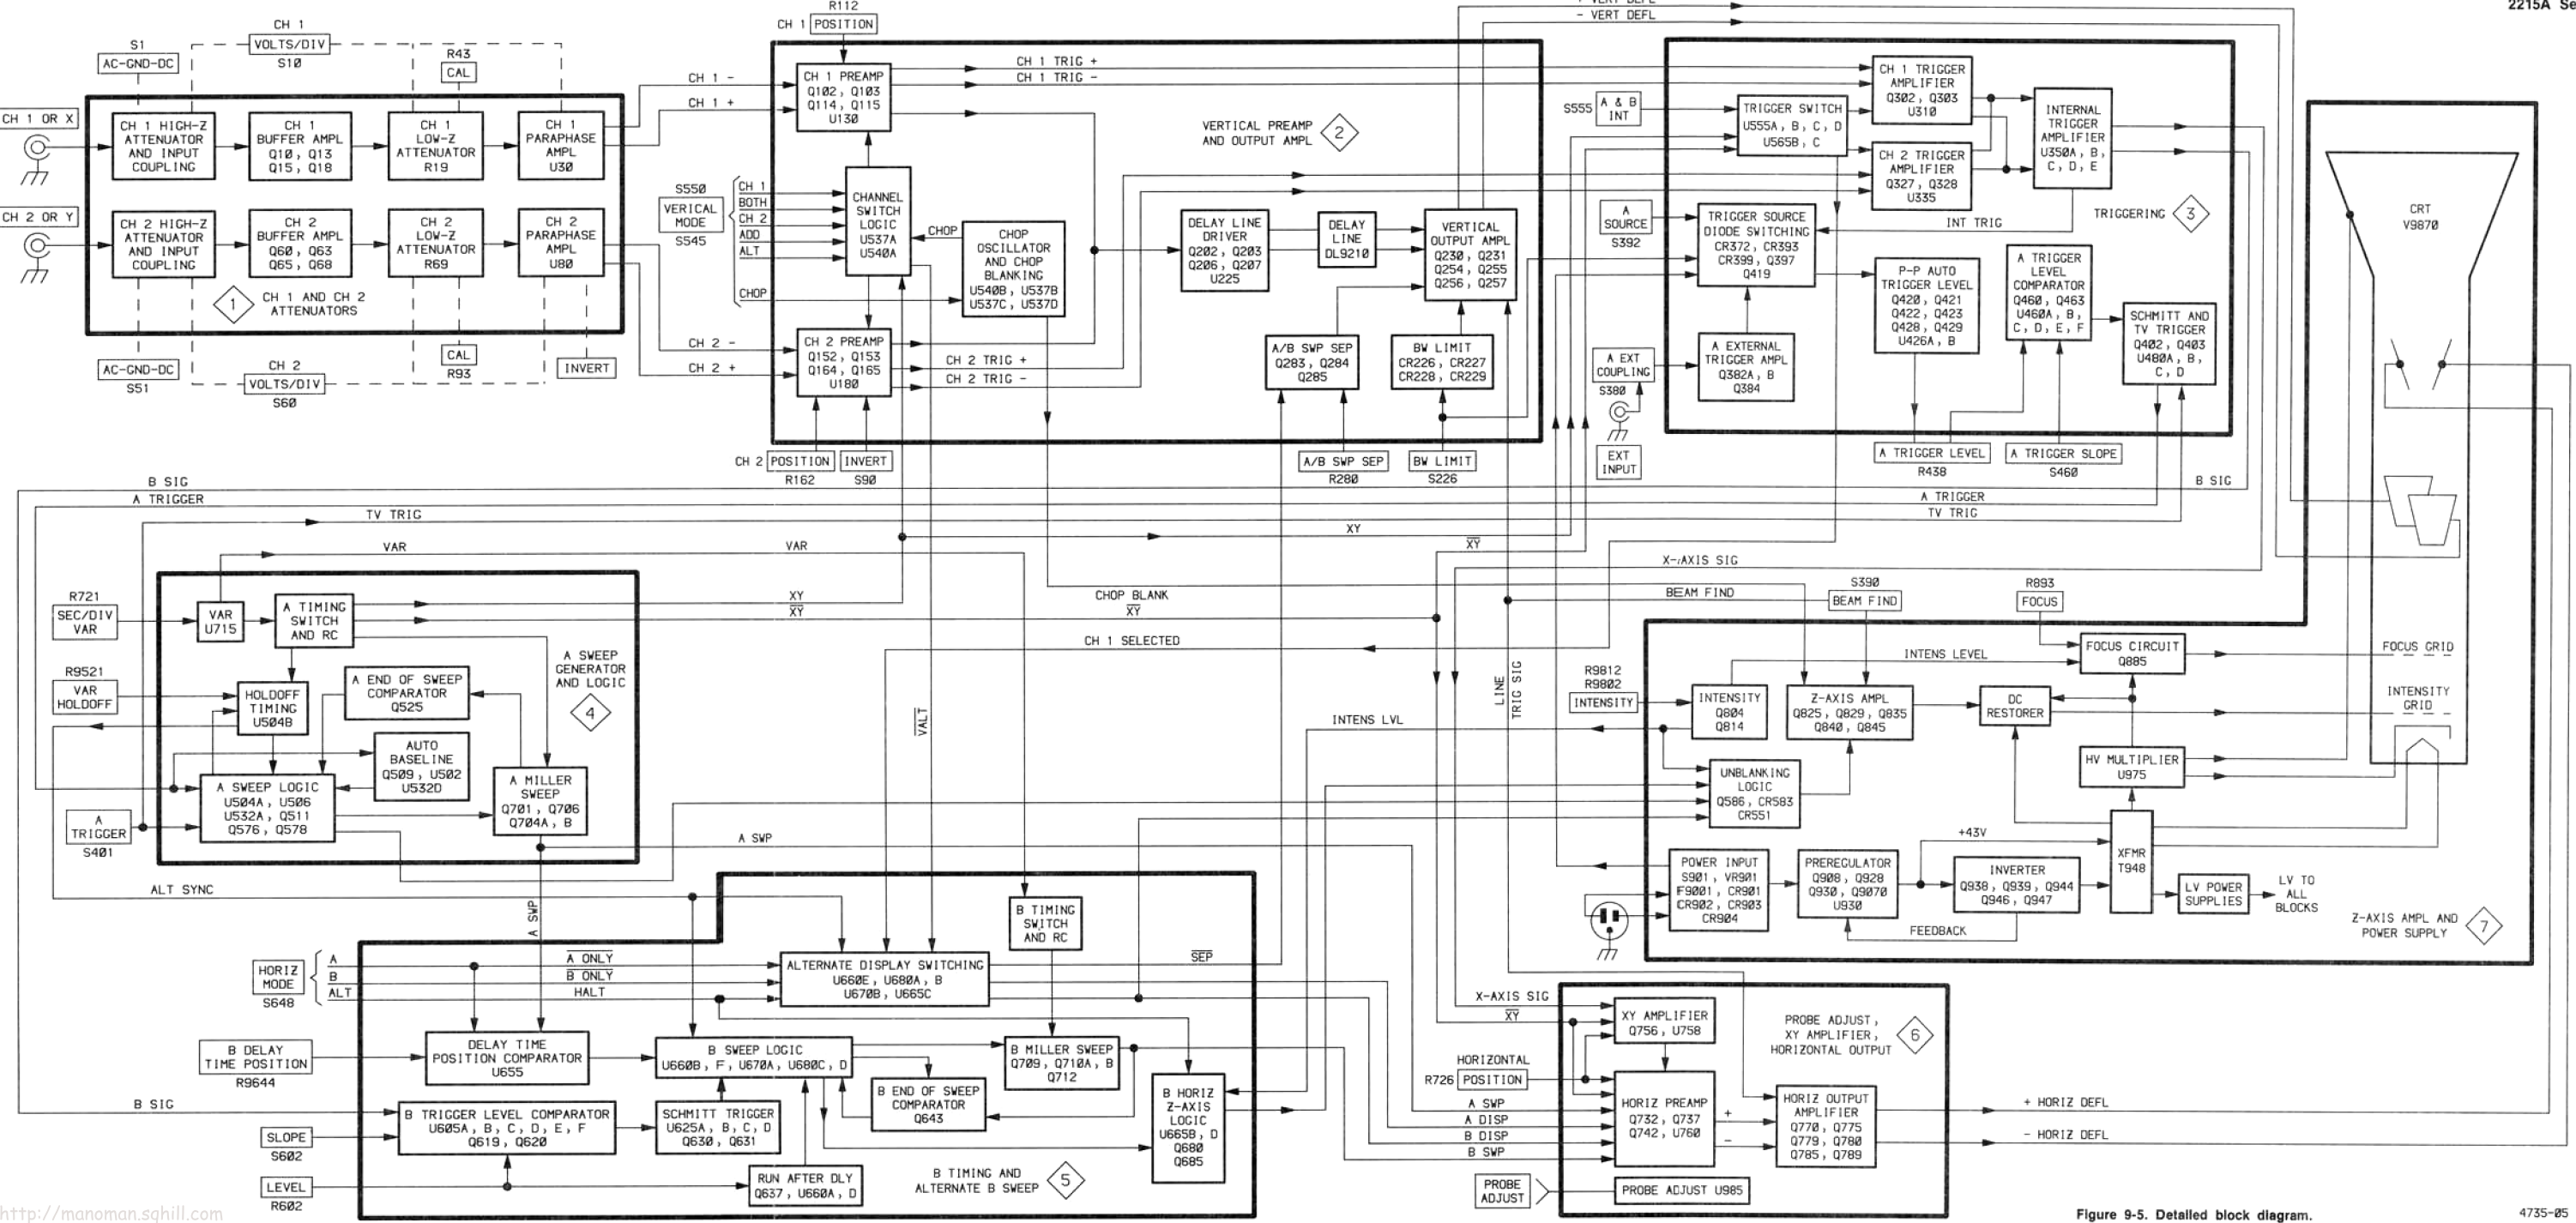 2215A Se
CH 1
VOLTS/DIV
S10
S1
AC-GND-DC
R43
CAL
CH 1 OR X
CH 1 HIGH-Z
ATTENUATOR
AND INPUT
COUPLING
CH 1
BUFFER AMPL
Q10, Q13
Q15, Q18
CH 1
LOW-Z
ATTENUATOR
R19
CH 1
PARAPHASE
AMPL
U30
CH 2 OR Y
CH 2 HIGH-Z
ATTENUATOR
AND INPUT
COUPLING
CH 2
BUFFER AMPL
Q60, Q63
Q65, Q68
CH 2
LOW-Z
ATTENUATOR
R69
CH 2
PARAPHASE
AMPL
U80
1
CH 1 AND CH 2
ATTENUATORS
AC-GND-DC
S51
CH 2
VOLTS/DIV
S60
CAL
R93
INVERT
CH 1 -
CH 1 +
CH 2 -
CH 2 +
R112
CH 1 POSITION
CH 1 PREAMP
Q102, Q103
Q114, Q115
U130
CH 1 TRIG +
CH 1 TRIG -
S550
VERICAL
MODE
S545
CH 1
BOTH
CH 2
ADD
ALT
CHOP
CHANNEL
SWITCH
LOGIC
U537A
U540A
CHOP
CHOP
OSCILLATOR
AND CHOP
BLANKING
U540B, U537B
U537C, U537D
CH 2 PREAMP
Q152, Q153
Q164, Q165
U180
CH 2 TRIG +
CH 2 TRIG -
CH 2 POSITION
R162
INVERT
S90
VERTICAL PREAMP
AND OUTPUT AMPL
2
DELAY LINE
DRIVER
Q202, Q203
Q206, Q207
U225
DELAY
LINE
DL9210
VERTICAL
OUTPUT AMPL
Q230, Q231
Q254, Q255
Q256, Q257
A/B SWP SEP
Q283, Q284
Q285
BW LIMIT
CR226, CR227
CR228, CR229
A/B SWP SEP
R280
BW LIMIT
S226
+ VERT DEFL
- VERT DEFL
S555
A & B
INT
TRIGGER SWITCH
U555A, B, C, D
U565B, C
CH 1 TRIGGER
AMPLIFIER
Q302, Q303
U310
CH 2 TRIGGER
AMPLIFIER
Q327, Q328
U335
INTERNAL
TRIGGER
AMPLIFIER
U350A, B,
C, D, E
TRIGGERING
3
INT TRIG
A
SOURCE
S392
TRIGGER SOURCE
DIODE SWITCHING
CR372, CR393
CR399, Q397
Q419
A EXTERNAL
TRIGGER AMPL
Q382A, B
Q384
A EXT
COUPLING
S380
EXT
INPUT
P-P AUTO
TRIGGER LEVEL
Q420, Q421
Q422, Q423
Q428, Q429
U426A, B
A TRIGGER
LEVEL
COMPARATOR
Q460, Q463
U460A, B,
C, D, E, F
SCHMITT AND
TV TRIGGER
Q402, Q403
U480A, B,
C, D
A TRIGGER LEVEL
R438
A TRIGGER SLOPE
S460
CRT
V9870
B SIG
A TRIGGER
TV TRIG
B SIG
A TRIGGER
TV TRIG
VAR
VAR
XY
XY
X-AXIS SIG
R721
SEC/DIV
VAR
VAR
U715
A TIMING
SWITCH
AND RC
XY
XY
R9521
VAR
HOLDOFF
HOLDOFF
TIMING
U504B
A END OF SWEEP
COMPARATOR
Q525
AUTO
BASELINE
Q509, U502
U532D
A SWEEP LOGIC
U504A, U506
U532A, Q511
Q576, Q578
A MILLER
SWEEP
Q701, Q706
Q704A, B
A SWEEP
GENERATOR
AND LOGIC
4
A
TRIGGER
S401
CHOP BLANK
XY
CH 1 SELECTED
BEAM FIND
S390
BEAM FIND
R893
FOCUS
FOCUS CIRCUIT
Q885
FOCUS GRID
INTENS LEVEL
R9812
R9802
INTENSITY
INTENSITY
Q804
Q814
Z-AXIS AMPL
Q825, Q829, Q835
Q840, Q845
DC
RESTORER
INTENSITY
GRID
INTENS LVL
LINE
TRIG SIG
VALT
HV MULTIPLIER
U975
UNBLANKING
LOGIC
Q586, CR583
CR551
+43V
POWER INPUT
S901, VR901
F9001, CR901
CR902, CR903
CR904
PREREGULATOR
Q908, Q928
Q930, Q9070
U930
INVERTER
Q938, Q939, Q944
Q946, Q947
XFMR
T948
LV POWER
SUPPLIES
LV TO
ALL
BLOCKS
FEEDBACK
Z-AXIS AMPL AND
POWER SUPPLY
7
A SWP
ALT SYNC
A SWP
B TIMING
SWITCH
AND RC
HORIZ
MODE
S648
A
B
ALT
A ONLY
B ONLY
HALT
ALTERNATE DISPLAY SWITCHING
U660E, U680A, B
U670B, U665C
SEP
B DELAY
TIME POSITION
R9644
DELAY TIME
POSITION COMPARATOR
U655
B SWEEP LOGIC
U660B, F, U670A, U680C, D
B MILLER SWEEP
Q709, Q710A, B
Q712
B END OF SWEEP
COMPARATOR
Q643
B HORIZ
Z-AXIS
LOGIC
U665B, D
Q680
Q685
B SIG
B TRIGGER LEVEL COMPARATOR
U605A, B, C, D, E, F
Q619, Q620
SCHMITT TRIGGER
U625A, B, C, D
Q630, Q631
SLOPE
S602
LEVEL
R602
RUN AFTER DLY
Q637, U660A, D
B TIMING AND
ALTERNATE B SWEEP
5
X-AXIS SIG
XY
XY AMPLIFIER
Q756, U758
PROBE ADJUST,
XY AMPLIFIER,
HORIZONTAL OUTPUT
6
HORIZONTAL
R726 POSITION
A SWP
A DISP
B DISP
B SWP
HORIZ PREAMP
Q732, Q737
Q742, U760
+
-
HORIZ OUTPUT
AMPLIFIER
Q770, Q775
Q779, Q780
Q785, Q789
+ HORIZ DEFL
- HORIZ DEFL
PROBE
ADJUST
PROBE ADJUST U985
http://manoman.sqhill.com
Figure 9-5. Detailed block diagram.
4735-05